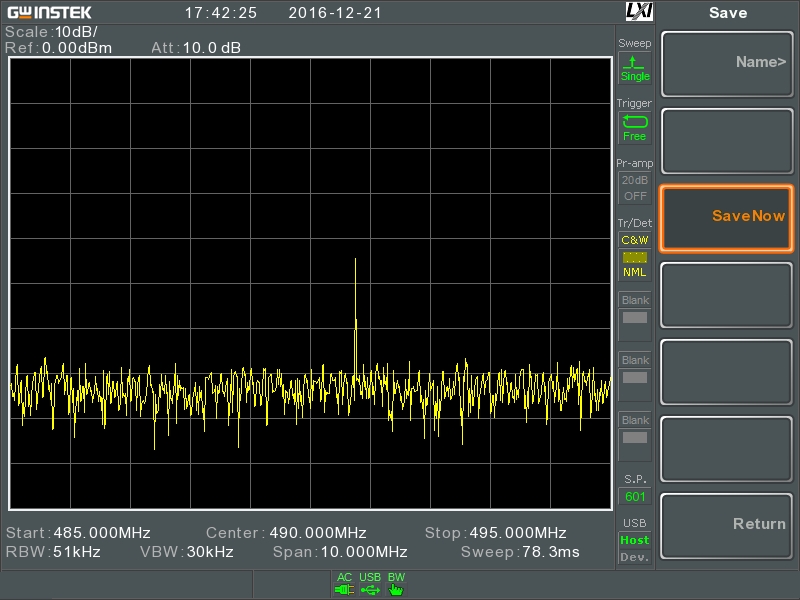 GWINSTEK 17:42:25 2016-12-21 LXI Save
Scale:10dB/
Ref:0.00dBm Att:10.0 dB
Sweep
Single
Trigger
Free
Pr-amp
20dB
OFF
Tr/Det
C&W
NML
Blank
Blank
Blank
S.P.
601
USB
Host
Dev.
Name>
Save Now
Return
Start:485.000MHz Center:490.000MHz Stop:495.000MHz
RBW:51kHz VBW:30kHz Span:10.000MHz Sweep:78.3ms
AC USB BW